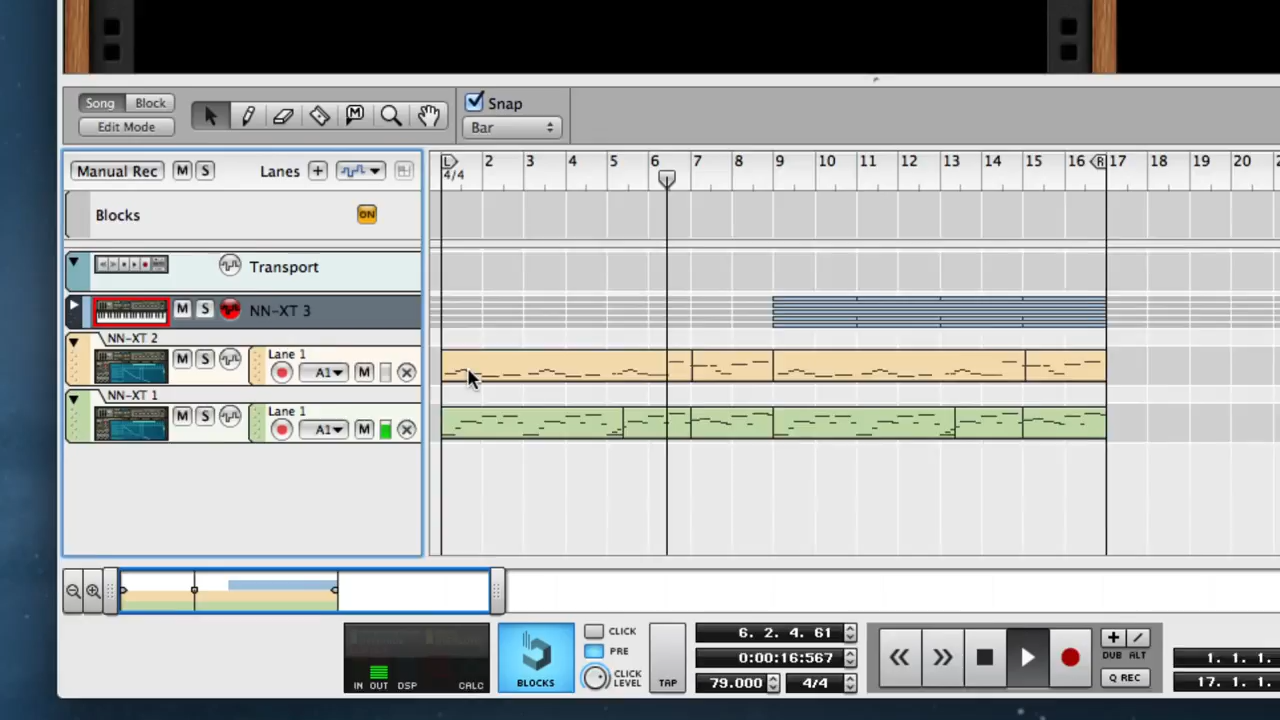 Song Block
Edit Mode
M
Snap
Bar
Manual Rec M S Lanes +
L 2 3 4 5 6 7 8 9 10 11 12 13 14 15 16 R 17 18 19 20
4/4
Blocks ON
Transport
M S NN-XT 3
NN-XT 2
M S Lane 1
A1 M
NN-XT 1
M S Lane 1
A1 M
IN OUT DSP CALC
BLOCKS
CLICK
PRE
CLICK
LEVEL
TAP
6. 2. 4. 61
0:00:16:567
79.000 4/4
DUB ALT
Q REC
1. 1. 1.
17. 1. 1.